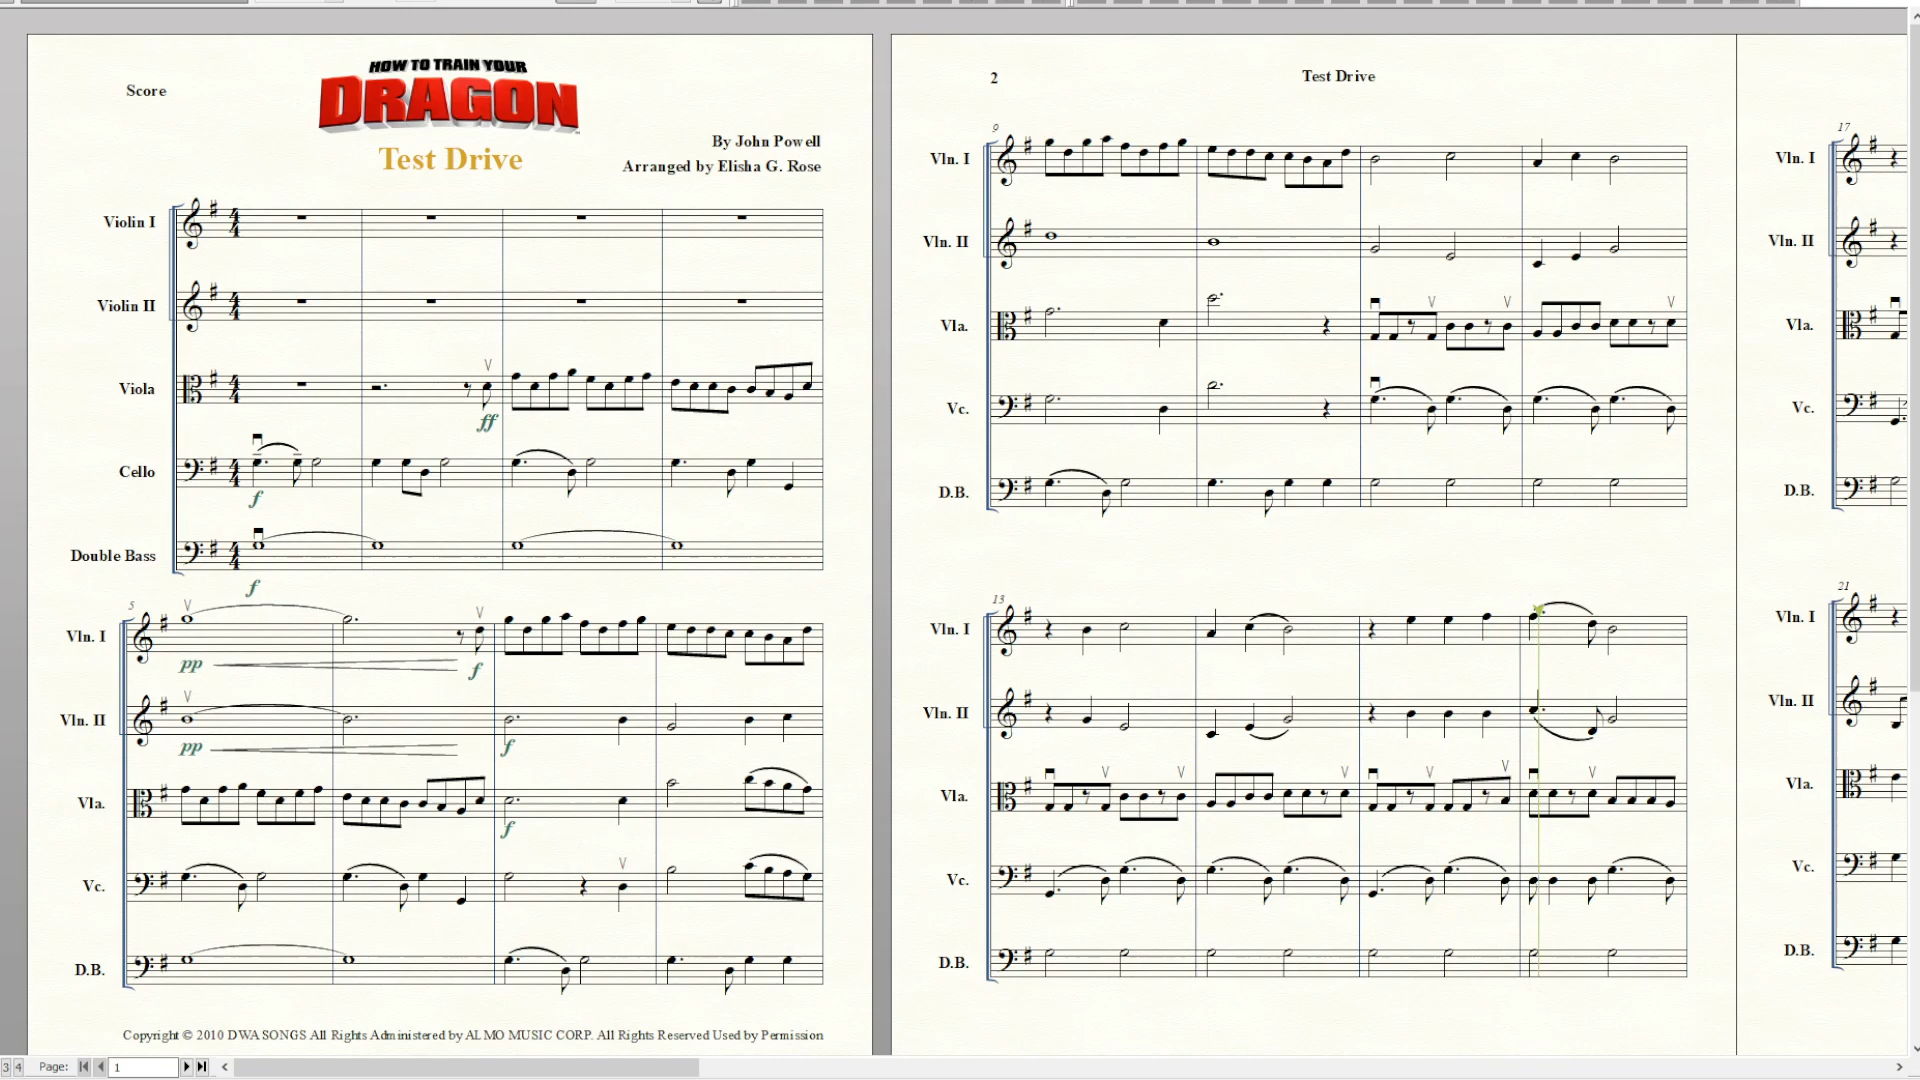 Score
HOW TO TRAIN YOUR
DRAGON
Test Drive
By John Powell
Arranged by Elisha G. Rose
Violin I
Violin II
Viola
ff
Cello
f
Double Bass
f
5
Vln. I
pp
f
Vln. II
pp
f
Vla.
f
Vc.
D.B.
Copyright © 2010 DWA SONGS All Rights Administered by ALMO MUSIC CORP. All Rights Reserved Used by Permission
2
Test Drive
9
Vln. I
Vln. II
Vla.
Vc.
D.B.
13
Vln. I
Vln. II
Vla.
Vc.
D.B.
17
Vln. I
Vln. II
Vla.
Vc.
D.B.
21
Vln. I
Vln. II
Vla.
Vc.
D.B.
3 4 Page: 1